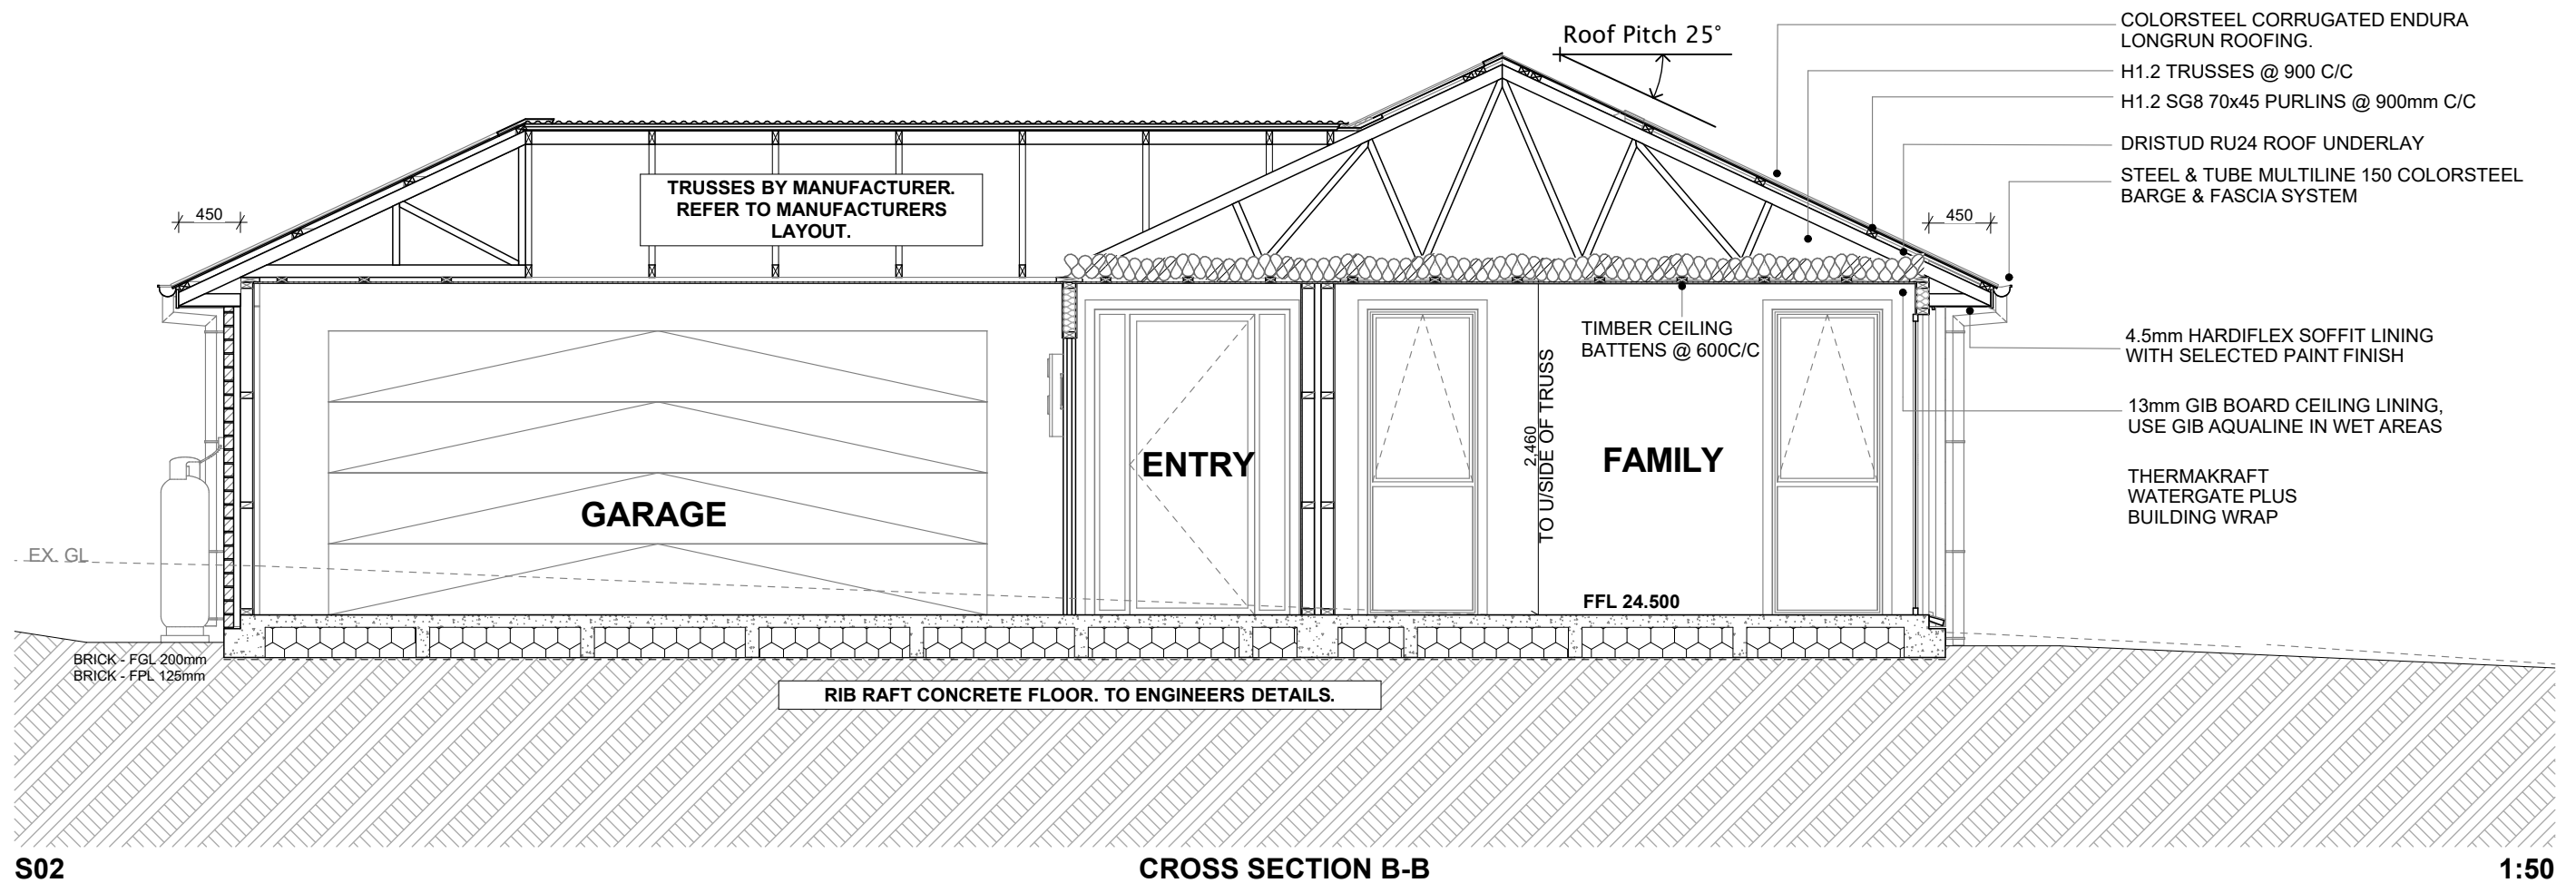 Roof Pitch 25°
COLORSTEEL CORRUGATED ENDURA
LONGRUN ROOFING.
H1.2 TRUSSES @ 900 C/C
H1.2 SG8 70x45 PURLINS @ 900mm C/C
DRISTUD RU24 ROOF UNDERLAY
STEEL & TUBE MULTILINE 150 COLORSTEEL
BARGE & FASCIA SYSTEM
TRUSSES BY MANUFACTURER.
REFER TO MANUFACTURERS
LAYOUT.
450
450
TIMBER CEILING
BATTENS @ 600C/C
2,460
TO U/SIDE OF TRUSS
4.5mm HARDIFLEX SOFFIT LINING
WITH SELECTED PAINT FINISH
13mm GIB BOARD CEILING LINING,
USE GIB AQUALINE IN WET AREAS
THERMAKRAFT
WATERGATE PLUS
BUILDING WRAP
GARAGE
ENTRY
FAMILY
EX. GL
FFL 24.500
BRICK - FGL 200mm
BRICK - FPL 125mm
RIB RAFT CONCRETE FLOOR. TO ENGINEERS DETAILS.
S02
CROSS SECTION B-B
1:50